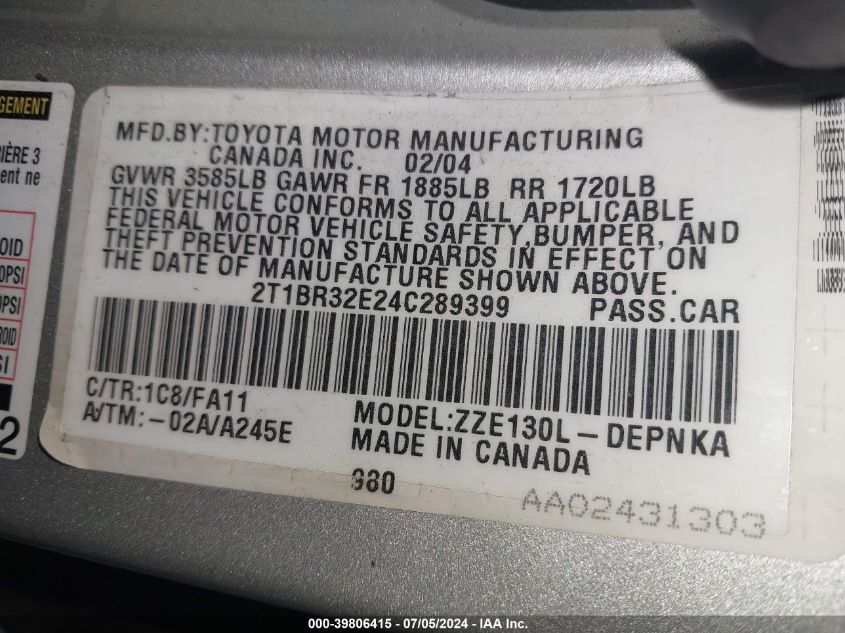 GEMENT
IÈRE 3
ent ne
OID
0PSI
PSI
OID
SI
2
MFD.BY:TOYOTA MOTOR MANUFACTURING
CANADA INC. 02/04
GVWR 3585LB GAWR FR 1885LB RR 1720LB
THIS VEHICLE CONFORMS TO ALL APPLICABLE
FEDERAL MOTOR VEHICLE SAFETY,BUMPER, AND
THEFT PREVENTION STANDARDS IN EFFECT ON
THE DATE OF MANUFACTURE SHOWN ABOVE.
2T1BR32E24C289399 PASS.CAR
C/TR:1C8/FA11
A/TM:-02A/A245E
MODEL:ZZE130L-DEPNKA
MADE IN CANADA
980
AA02431303
000-39806415 - 07/05/2024 - IAA Inc.